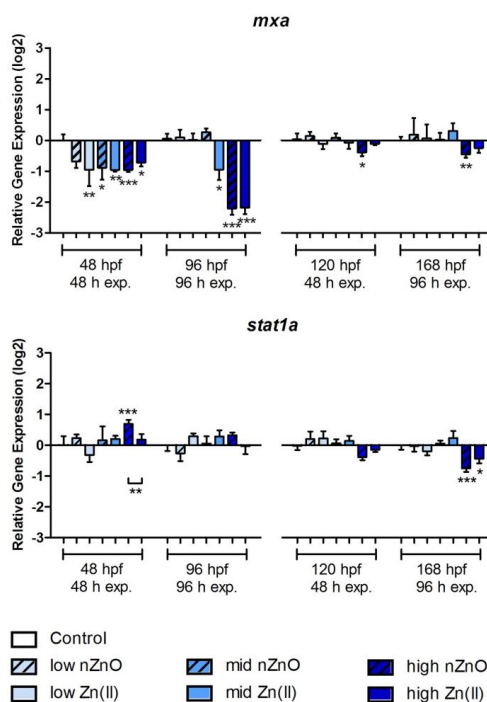 mxa
Relative Gene Expression (log2)
3
2
1
0
-1
-2
-3
** * ** *** * * *** *** * **
48 hpf 96 hpf 120 hpf 168 hpf
48 h exp. 96 h exp. 48 h exp. 96 h exp.
stat1a
Relative Gene Expression (log2)
3
2
1
0
-1
-2
-3
*** ** *** *
48 hpf 96 hpf 120 hpf 168 hpf
48 h exp. 96 h exp. 48 h exp. 96 h exp.
Control
low nZnO mid nZnO high nZnO
low Zn(II) mid Zn(II) high Zn(II)